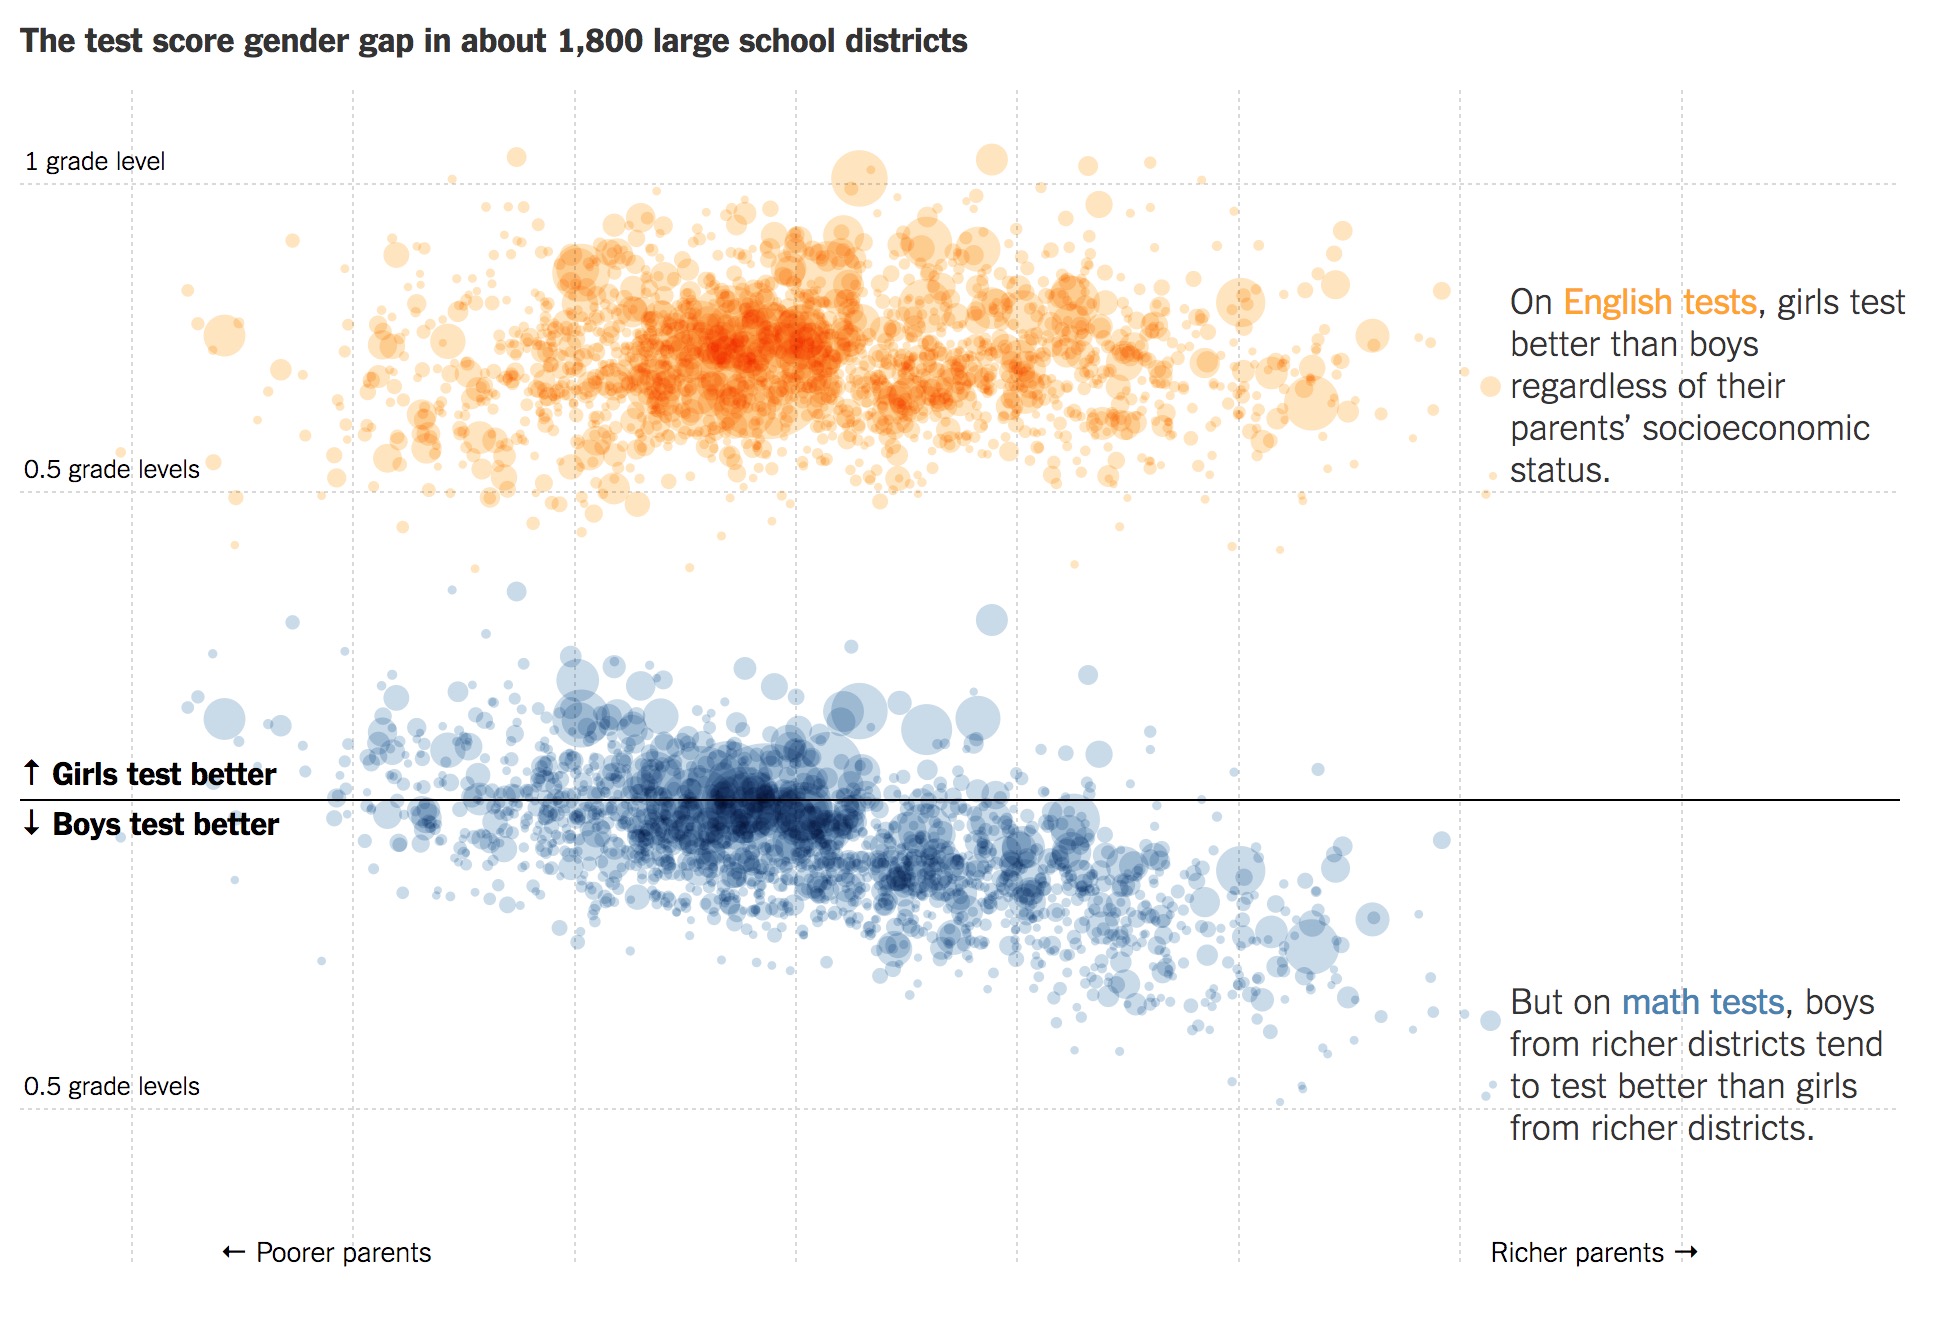 The test score gender gap in about 1,800 large school districts
1 grade level
On English tests, girls test
better than boys
regardless of their
parents’ socioeconomic
status.
0.5 grade levels
↑ Girls test better
↓ Boys test better
But on math tests, boys
from richer districts tend
to test better than girls
from richer districts.
0.5 grade levels
← Poorer parents
Richer parents →